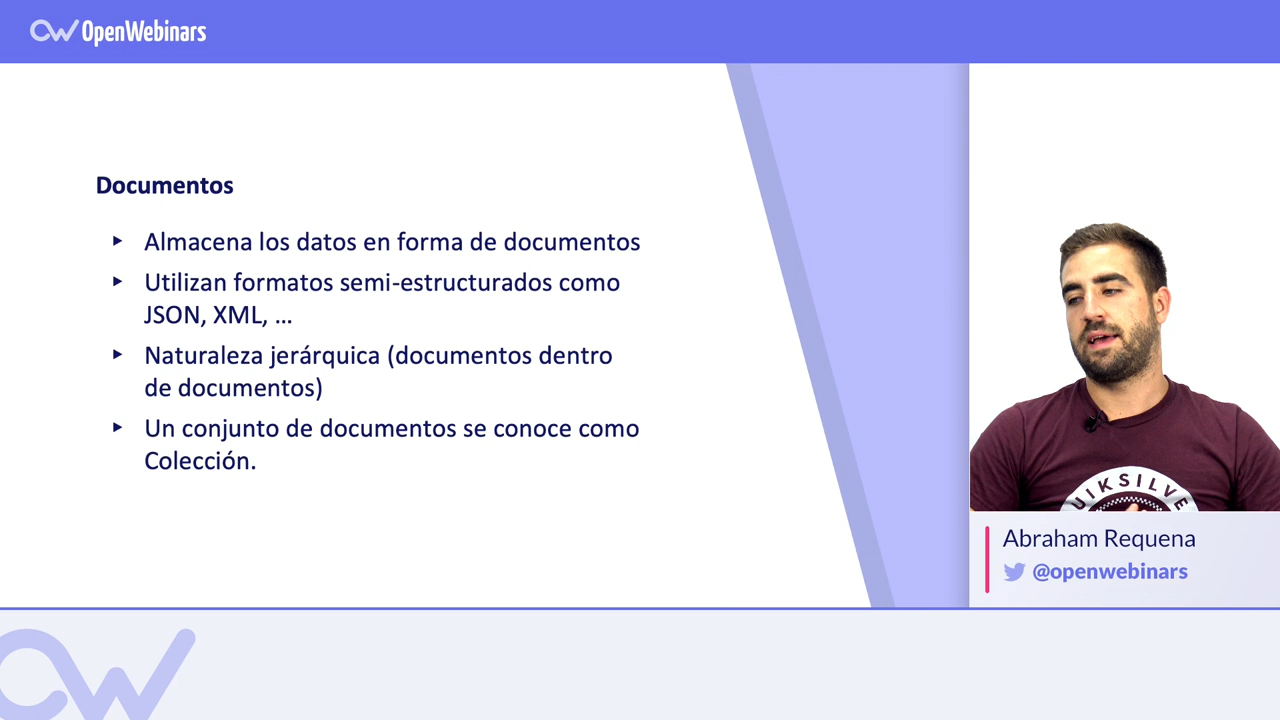 OpenWebinars
Documentos
Almacena los datos en forma de documentos
Utilizan formatos semi-estructurados como
JSON, XML, ...
Naturaleza jerárquica (documentos dentro
de documentos)
Un conjunto de documentos se conoce como
Colección.
UIKSILVE
Abraham Requena
@openwebinars